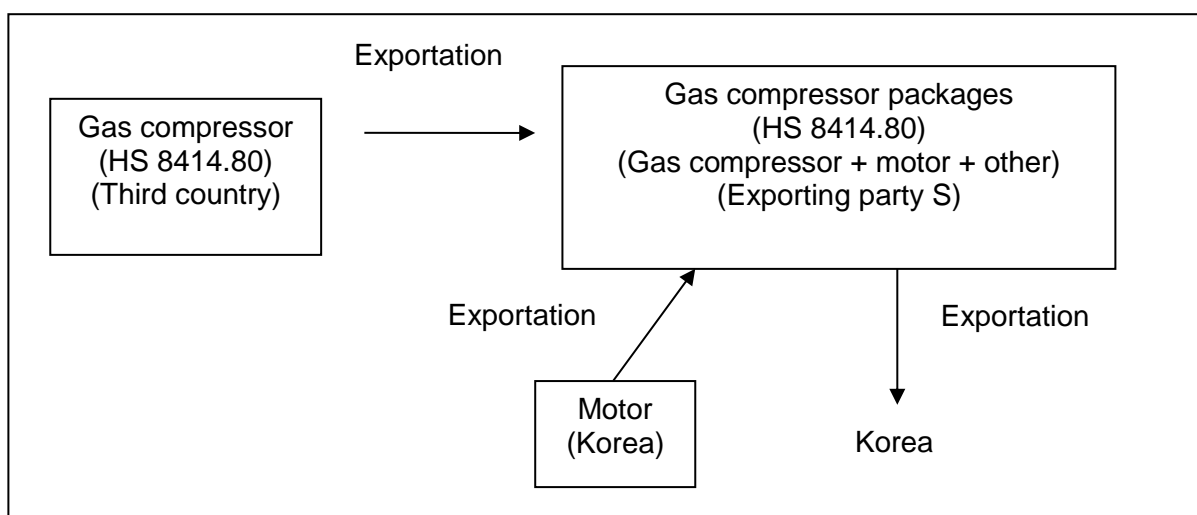 Exportation
Gas compressor
(HS 8414.80)
(Third country)
Gas compressor packages
(HS 8414.80)
(Gas compressor + motor + other)
(Exporting party S)
Exportation
Exportation
Motor
(Korea)
Korea